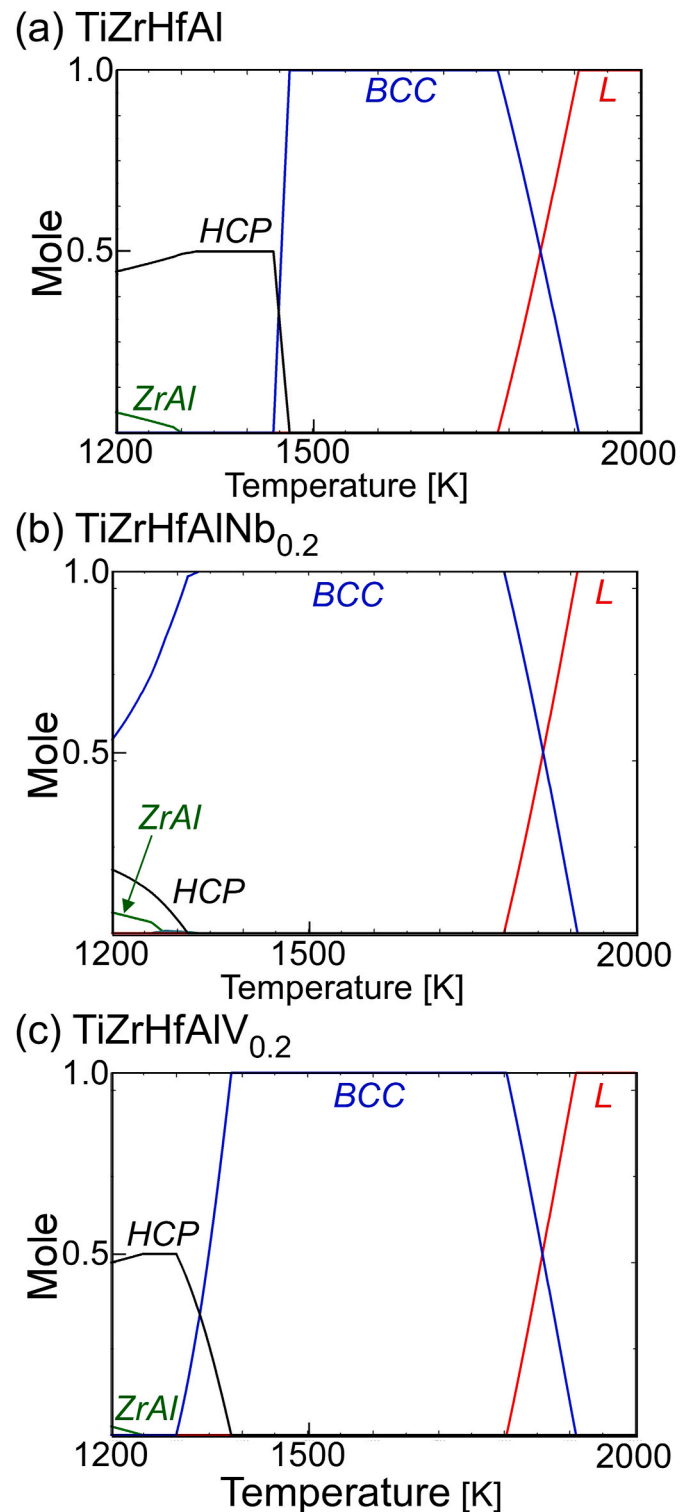 (a) TiZrHfAl
1.0
BCC
L
HCP
0.5
Mole
ZrAl
1200
1500
2000
Temperature [K]
(b) TiZrHfAlNb0.2
1.0
BCC
L
0.5
Mole
ZrAl
HCP
1200
1500
2000
Temperature [K]
(c) TiZrHfAlV0.2
1.0
BCC
L
HCP
0.5
Mole
ZrAl
1200
1500
2000
Temperature [K]